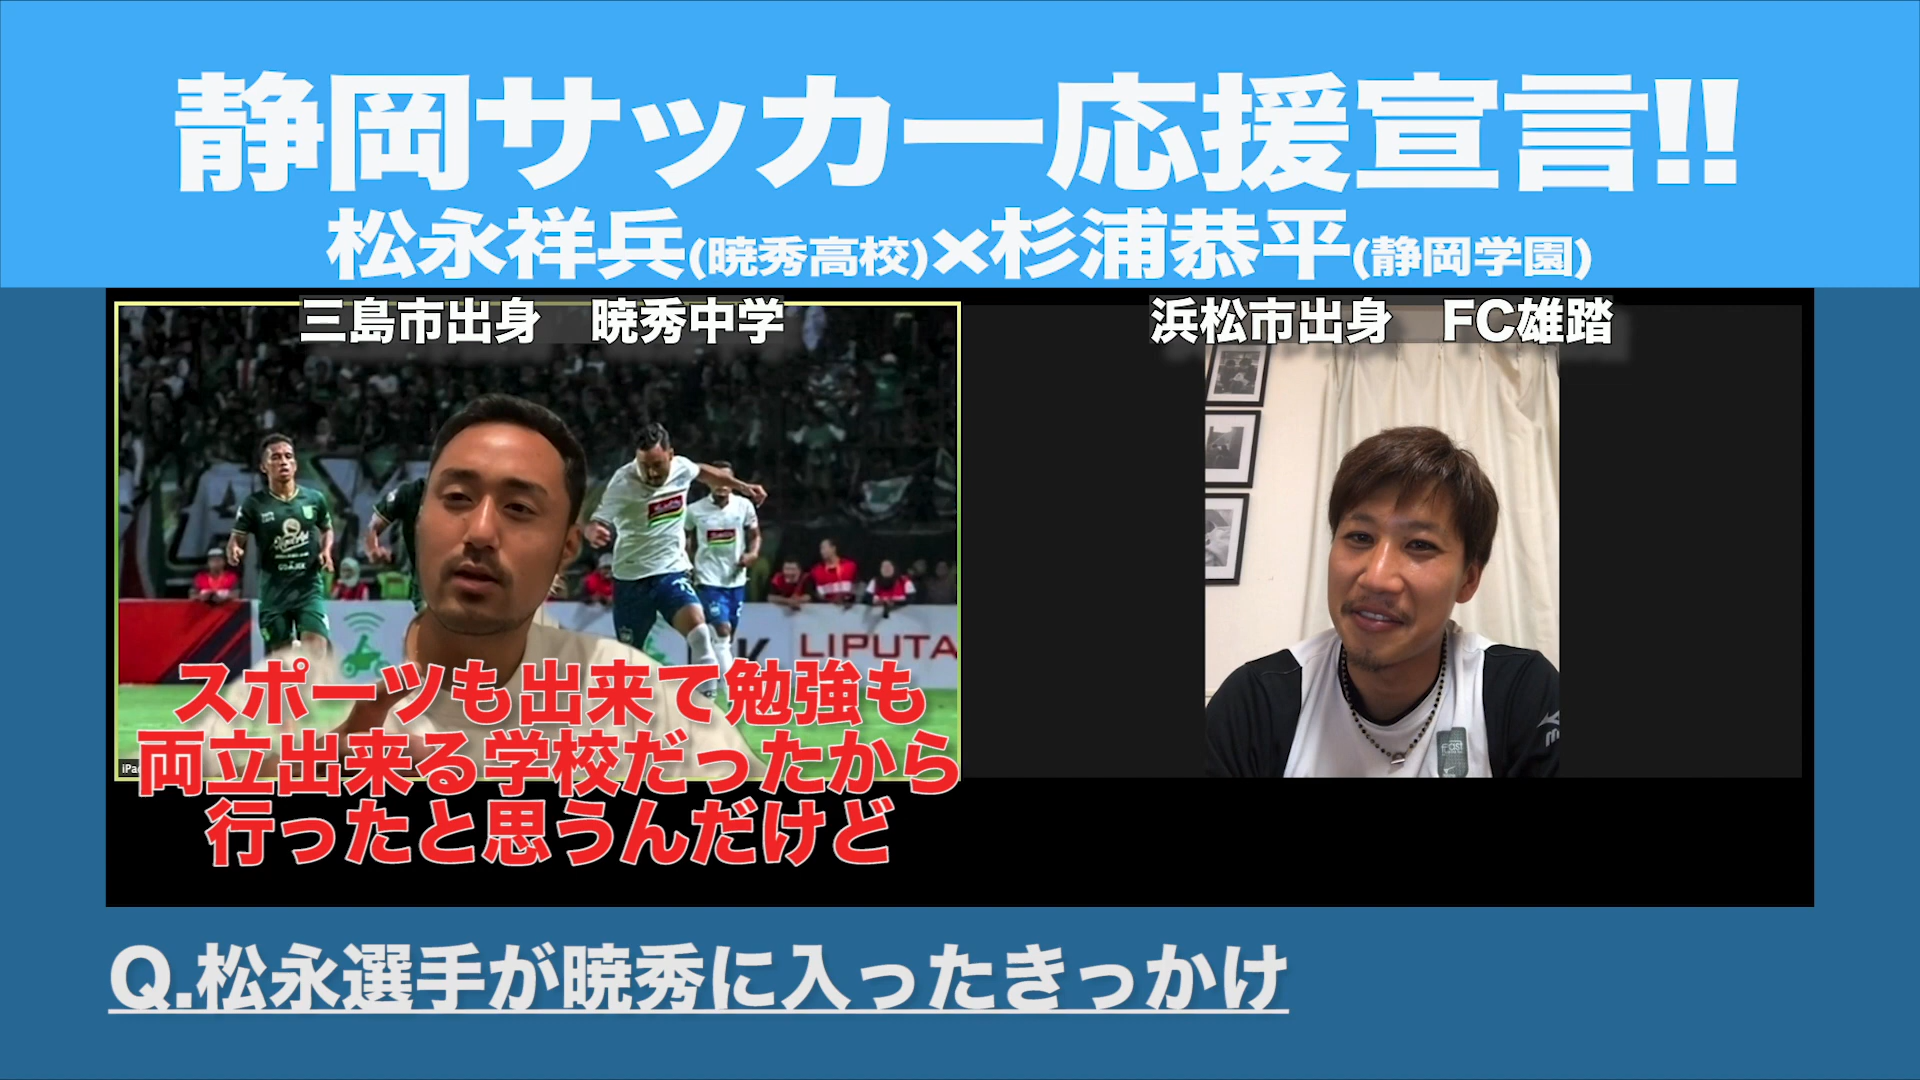 静岡サッカー応援宣言!!
松永祥兵(暁秀高校)×杉浦恭平(静岡学園)
三島市出身　暁秀中学
浜松市出身　FC雄踏
LIPUTA
スポーツも出来て勉強も
両立出来る学校だったから
行ったと思うんだけど
Q.松永選手が暁秀に入ったきっかけ